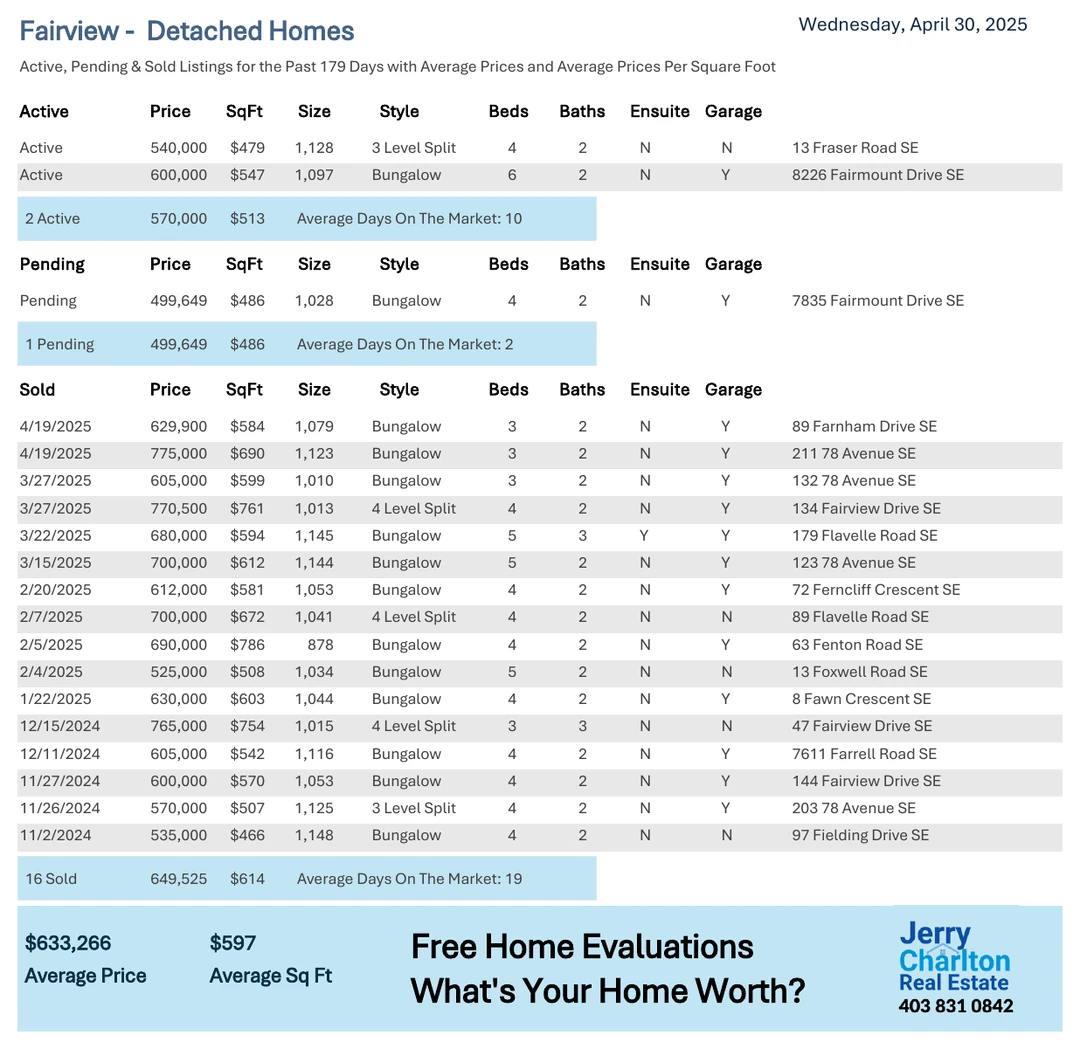 Fairview -  Detached Homes
Wednesday, April 30, 2025
Active, Pending & Sold Listings for the Past 179 Days with Average Prices and Average Prices Per Square Foot
Active Price SqFt Size Style Beds Baths Ensuite Garage
Active 540,000 $479 1,128 3 Level Split 4 2 N N 13 Fraser Road SE
Active 600,000 $547 1,097 Bungalow 6 2 N Y 8226 Fairmount Drive SE
2 Active 570,000 $513 Average Days On The Market: 10
Pending Price SqFt Size Style Beds Baths Ensuite Garage
Pending 499,649 $486 1,028 Bungalow 4 2 N Y 7835 Fairmount Drive SE
1 Pending 499,649 $486 Average Days On The Market: 2
Sold Price SqFt Size Style Beds Baths Ensuite Garage
4/19/2025 629,900 $584 1,079 Bungalow 3 2 N Y 89 Farnham Drive SE
4/19/2025 775,000 $690 1,123 Bungalow 3 2 N Y 211 78 Avenue SE
3/27/2025 605,000 $599 1,010 Bungalow 3 2 N Y 132 78 Avenue SE
3/27/2025 770,500 $761 1,013 4 Level Split 4 2 N Y 134 Fairview Drive SE
3/22/2025 680,000 $594 1,145 Bungalow 5 3 Y Y 179 Flavelle Road SE
3/15/2025 700,000 $612 1,144 Bungalow 5 2 N Y 123 78 Avenue SE
2/20/2025 612,000 $581 1,053 Bungalow 4 2 N Y 72 Ferncliff Crescent SE
2/7/2025 700,000 $672 1,041 4 Level Split 4 2 N N 89 Flavelle Road SE
2/5/2025 690,000 $786 878 Bungalow 4 2 N Y 63 Fenton Road SE
2/4/2025 525,000 $508 1,034 Bungalow 5 2 N N 13 Foxwell Road SE
1/22/2025 630,000 $603 1,044 Bungalow 4 2 N Y 8 Fawn Crescent SE
12/15/2024 765,000 $754 1,015 4 Level Split 3 3 N N 47 Fairview Drive SE
12/11/2024 605,000 $542 1,116 Bungalow 4 2 N Y 7611 Farrell Road SE
11/27/2024 600,000 $570 1,053 Bungalow 4 2 N Y 144 Fairview Drive SE
11/26/2024 570,000 $507 1,125 3 Level Split 4 2 N Y 203 78 Avenue SE
11/2/2024 535,000 $466 1,148 Bungalow 4 2 N N 97 Fielding Drive SE
16 Sold 649,525 $614 Average Days On The Market: 19
$633,266 $597
Average Price Average Sq Ft
Free Home Evaluations
What's Your Home Worth?
Jerry
Charlton
Real Estate
403 831 0842